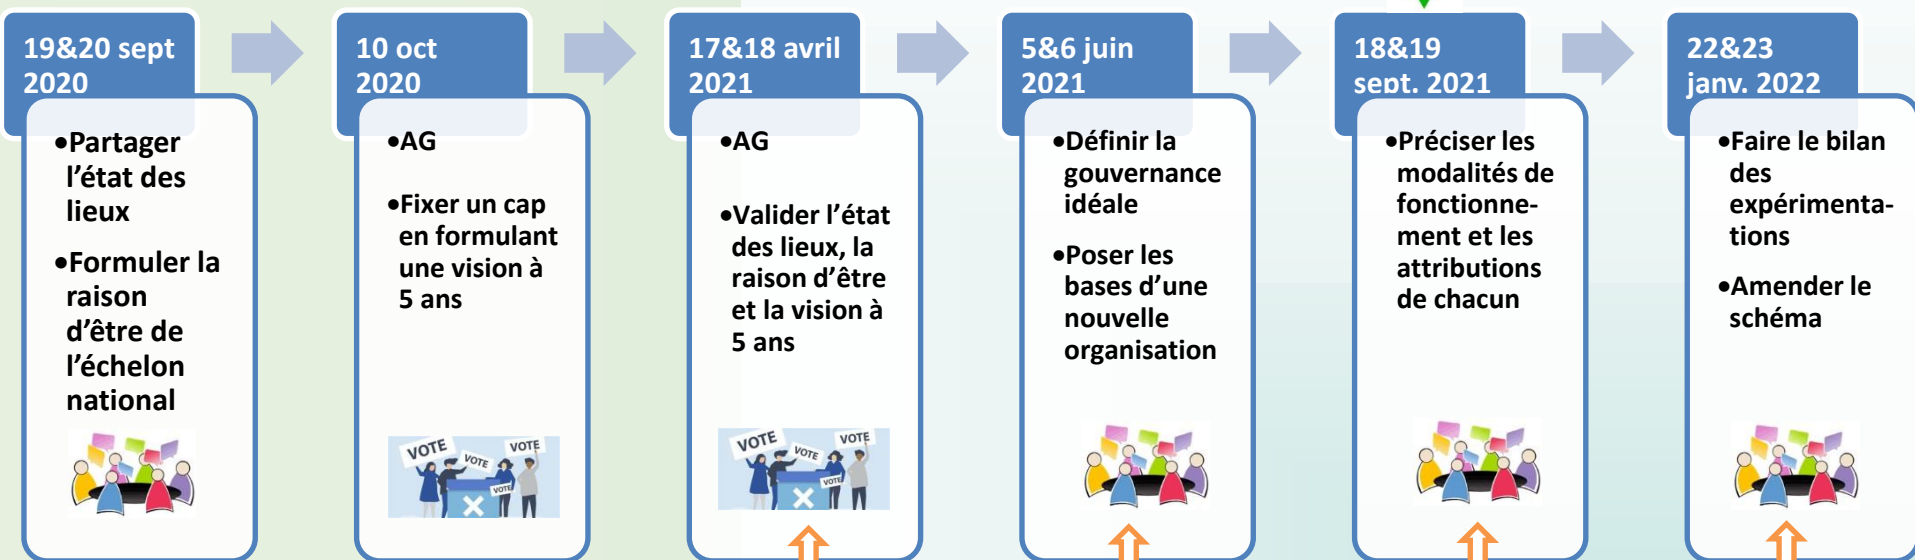 19&20 sept
2020
•Partager
l'état des
lieux
•Formuler la
raison
d'être de
l'échelon
national
10 oct
2020
•AG
•Fixer un cap
en formulant
une vision à
5 ans
VOTE
VOTE
VOTE
VOTE
17&18 avril
2021
•AG
•Valider l'état
des lieux, la
raison d'être
et la vision à
5 ans
VOTE
VOTE
VOTE
VOTE
5&6 juin
2021
•Définir la
gouvernance
idéale
•Poser les
bases d'une
nouvelle
organisation
18&19
sept. 2021
•Préciser les
modalités de
fonctionne-
ment et les
attributions
de chacun
22&23
janv. 2022
•Faire le bilan
des
expérimenta-
tions
•Amender le
schéma